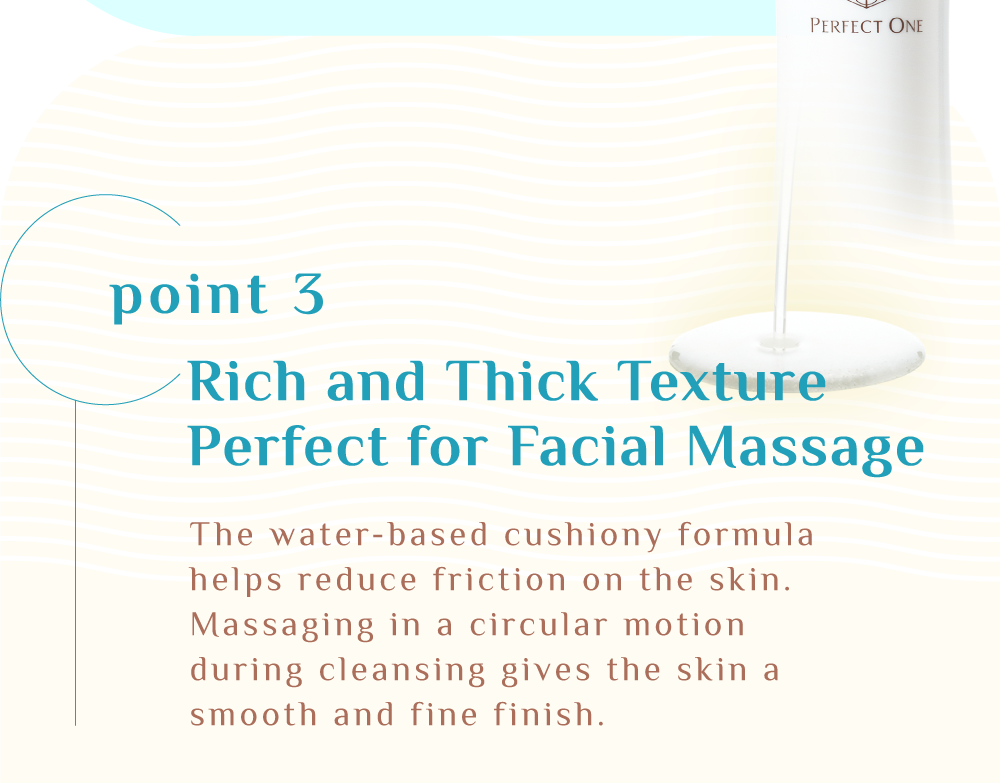 PERFECT ONE
point 3
Rich and Thick Texture
Perfect for Facial Massage
The water-based cushiony formula
helps reduce friction on the skin.
Massaging in a circular motion
during cleansing gives the skin a
smooth and fine finish.